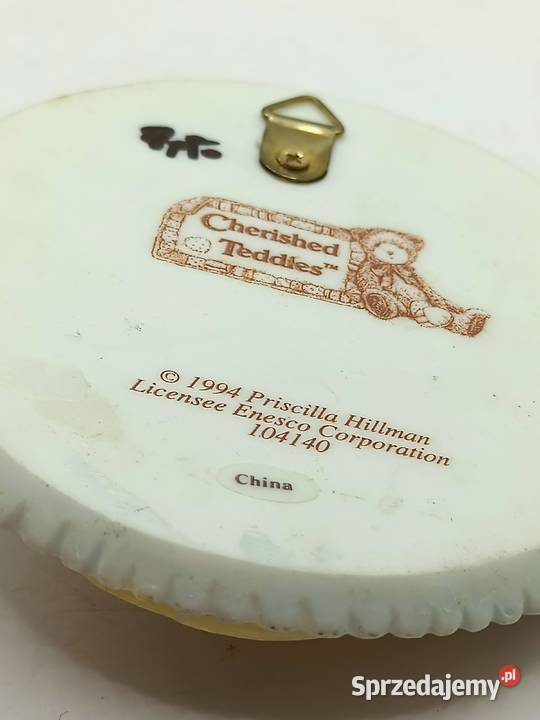 Cherished
Teddies™
© 1994 Priscilla Hillman
Licensee Enesco Corporation
104140
China
Sprzedajemy.pl